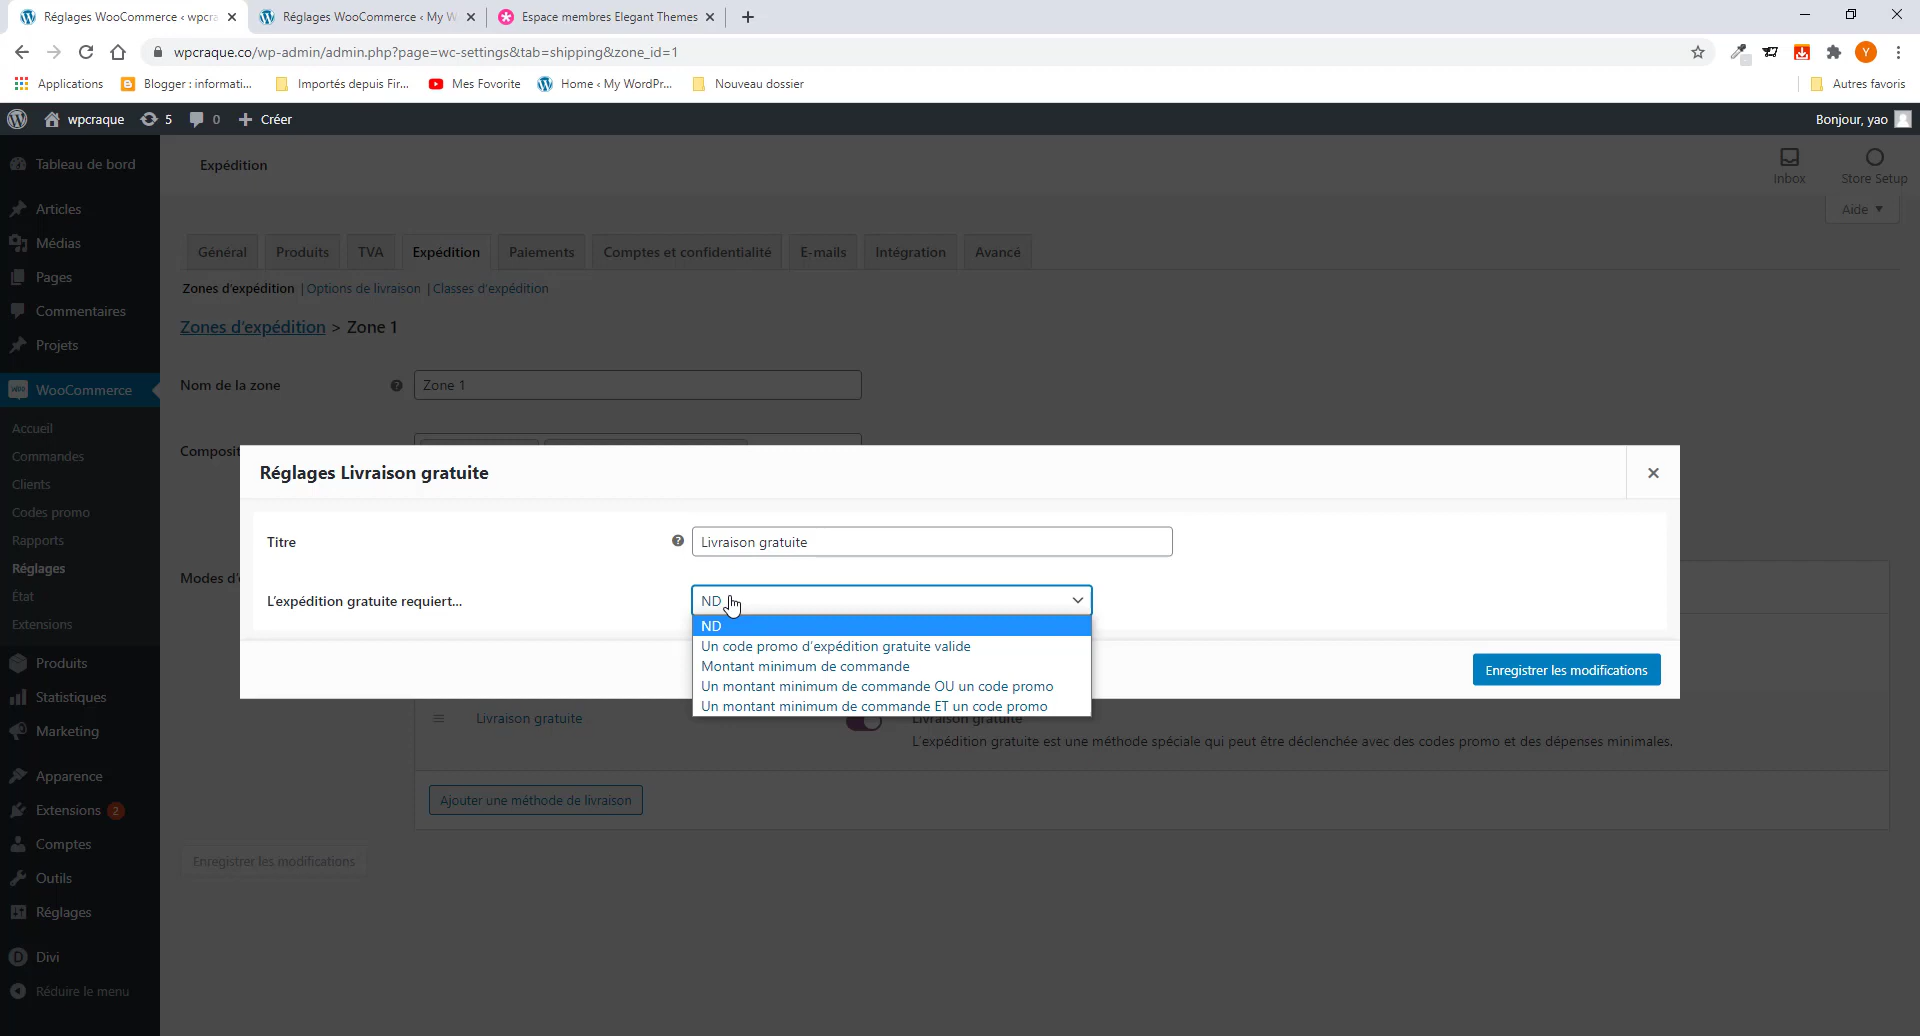 Réglages WooCommerce ‹ wpcra
Réglages WooCommerce ‹ My W
Espace membres Elegant Themes
wpcraque.co/wp-admin/admin.php?page=wc-settings&tab=shipping&zone_id=1
Y
Applications
Blogger : informati...
Importés depuis Fir...
Mes Fovorite
Home ‹ My WordPr...
Nouveau dossier
Autres favoris
wpcraque
5
0
Créer
Bonjour, yao
Tableau de bord
Articles
Médias
Pages
Commentaires
Projets
WooCommerce
Accueil
Commandes
Clients
Codes promo
Rapports
Réglages
État
Extensions
Produits
Statistiques
Marketing
Apparence
Extensions 2
Comptes
Outils
Réglages
Divi
Réduire le menu
Expédition
Inbox
Store Setup
Aide
Général
Produits
TVA
Expédition
Paiements
Comptes et confidentialité
E-mails
Intégration
Avancé
Zones d’expédition | Options de livraison | Classes d’expédition
Zones d’expédition > Zone 1
Nom de la zone
Zone 1
Composit
Réglages Livraison gratuite
Titre
Livraison gratuite
Modes d’
L’expédition gratuite requiert...
ND
ND
Un code promo d’expédition gratuite valide
Montant minimum de commande
Un montant minimum de commande OU un code promo
Un montant minimum de commande ET un code promo
Enregistrer les modifications
Livraison gratuite
Livraison gratuite
L’expédition gratuite est une méthode spéciale qui peut être déclenchée avec des codes promo et des dépenses minimales.
Ajouter une méthode de livraison
Enregistrer les modifications